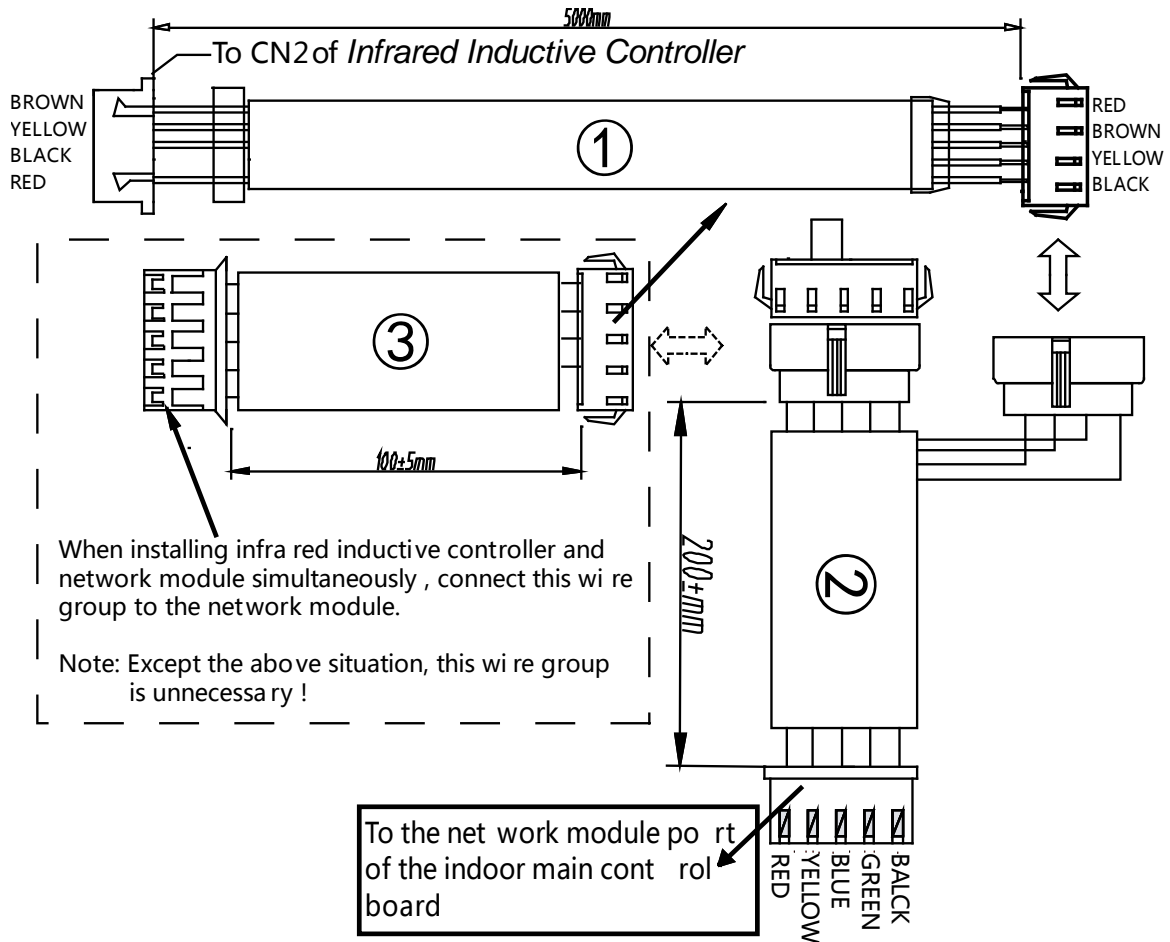 5000mm
To CN2 of Infrared Inductive Controller
BROWN
YELLOW
BLACK
RED
①
RED
BROWN
YELLOW
BLACK
③
100±5mm
When installing infra red inductive controller and
network module simultaneously , connect this wi re
group to the network module.
Note: Except the above situation, this wi re group
is unnecessa ry !
②
200±mm
To the net work module po rt
of the indoor main cont rol
board
RED
YELLOW
BLUE
GREEN
BALCK